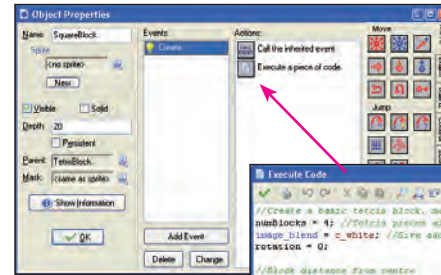 Object Properties
Name: SquareBlock
Sprite
<no sprite>
New
Visible Solid
Depth: 20
Persistent
Parent: TetrisBlock
Mask: <same as sprite>
Show Information
OK
Events:
Create
Add Event
Delete Change
Actions:
Call the inherited event
Execute a piece of code
Move
Jump
Execute Code
//Create a basic tetris block,
numBlocks = 4; //Tetris
image_blend = c_white; //Give
rotation = 0;
//Block distance from centre